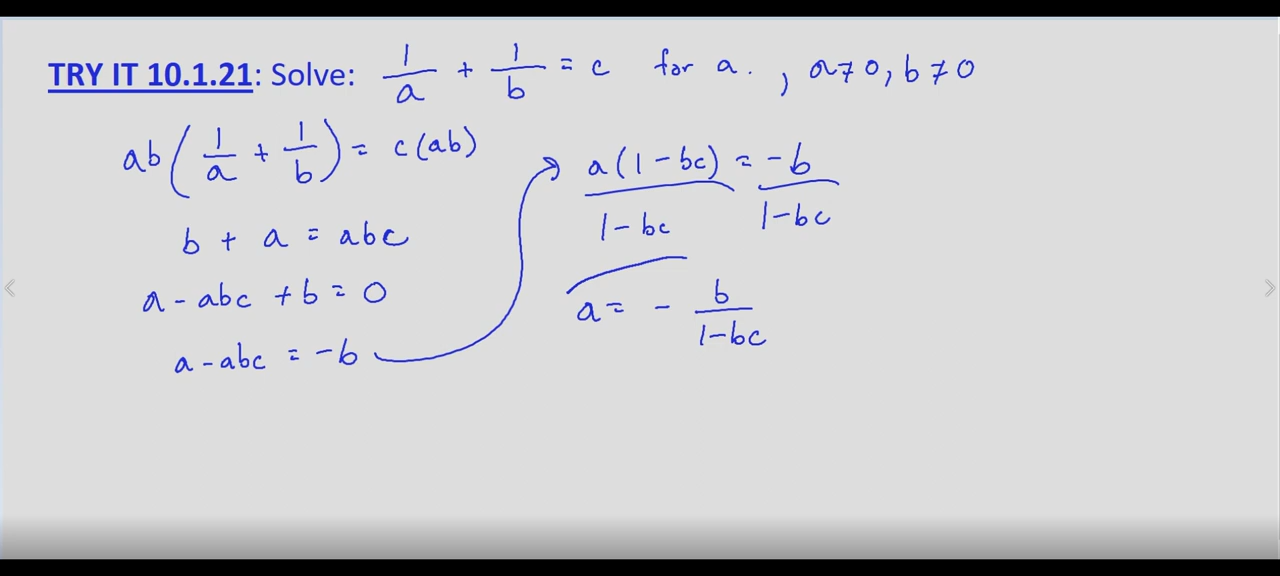 TRY IT 10.1.21: Solve: 1/a + 1/b = c for a. , a≠0, b≠0
ab(1/a + 1/b) = c(ab)
b + a = abc
a - abc + b = 0
a - abc = -b
a(1-bc)/1-bc = -b/1-bc
a = - b/1-bc